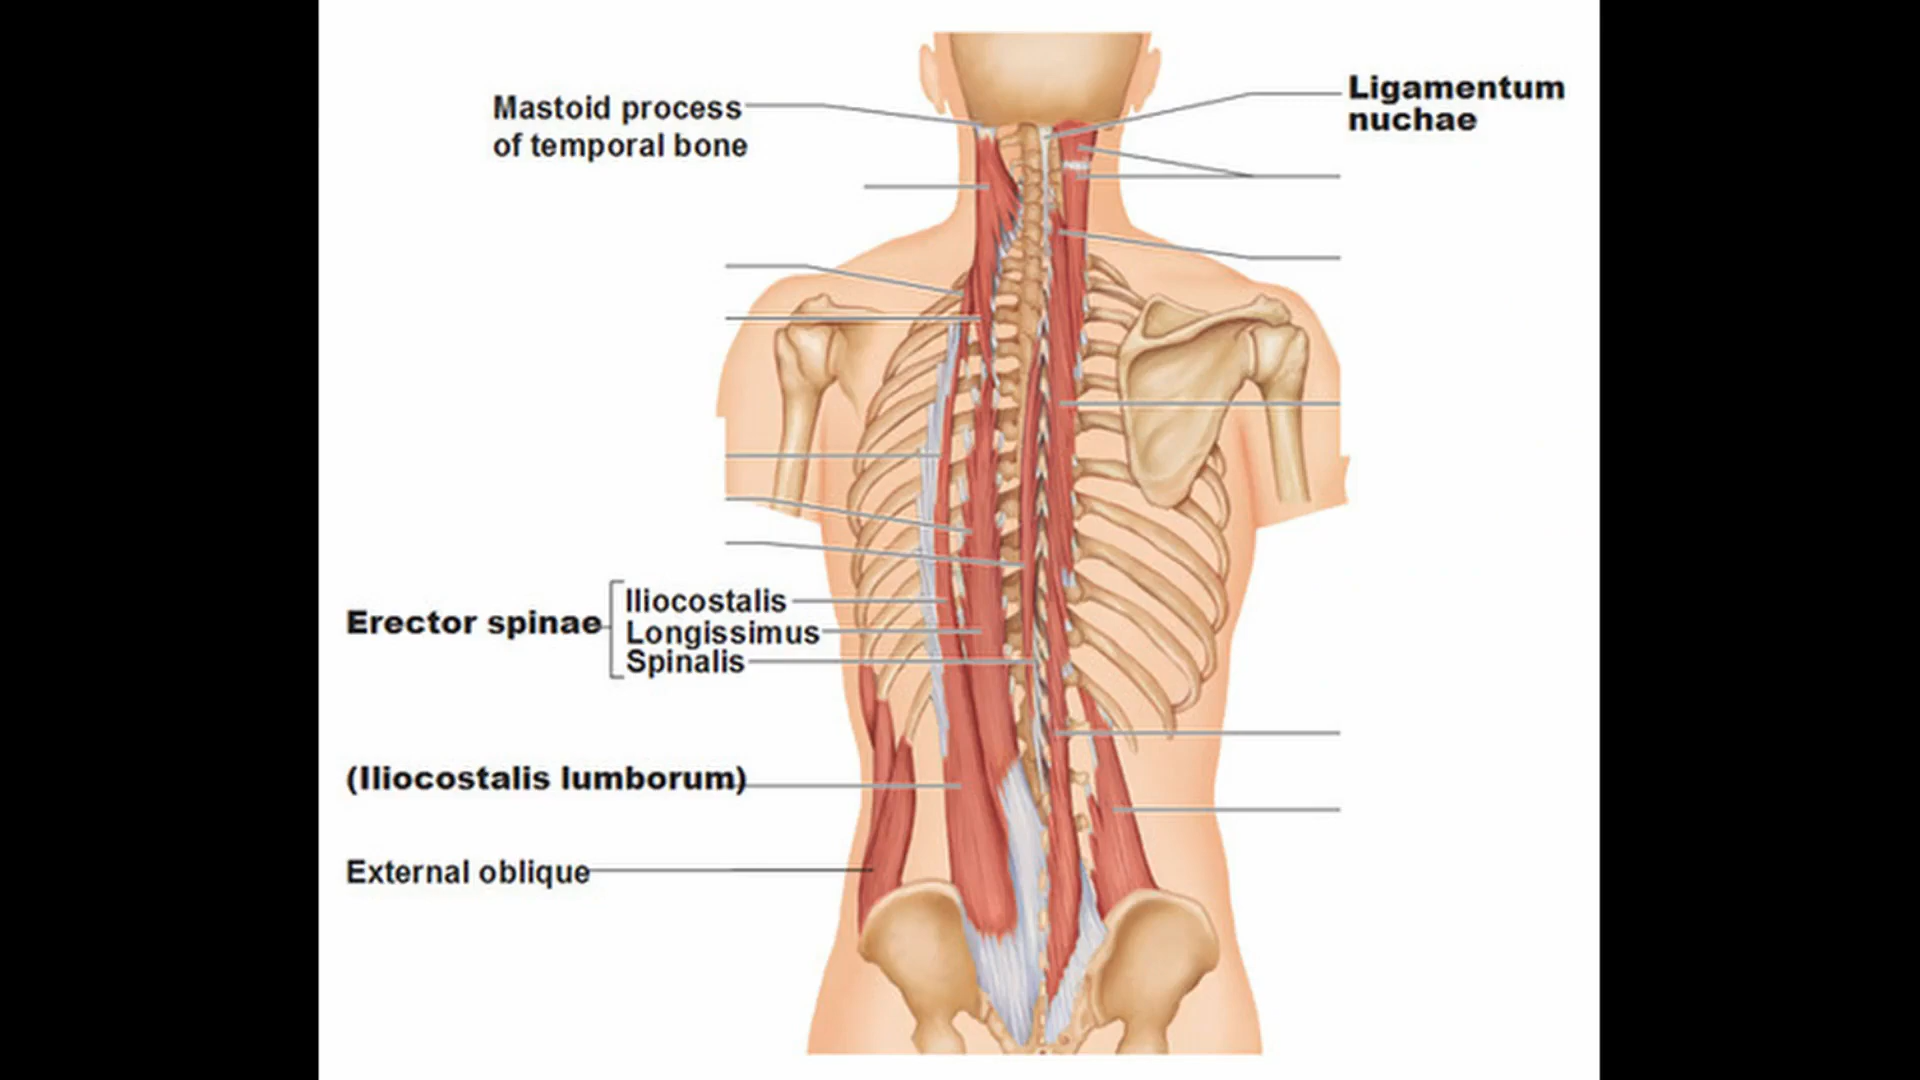 Mastoid process
of temporal bone
Ligamentum
nuchae
Erector spinae
Iliocostalis
Longissimus
Spinalis
(Iliocostalis lumborum)
External oblique